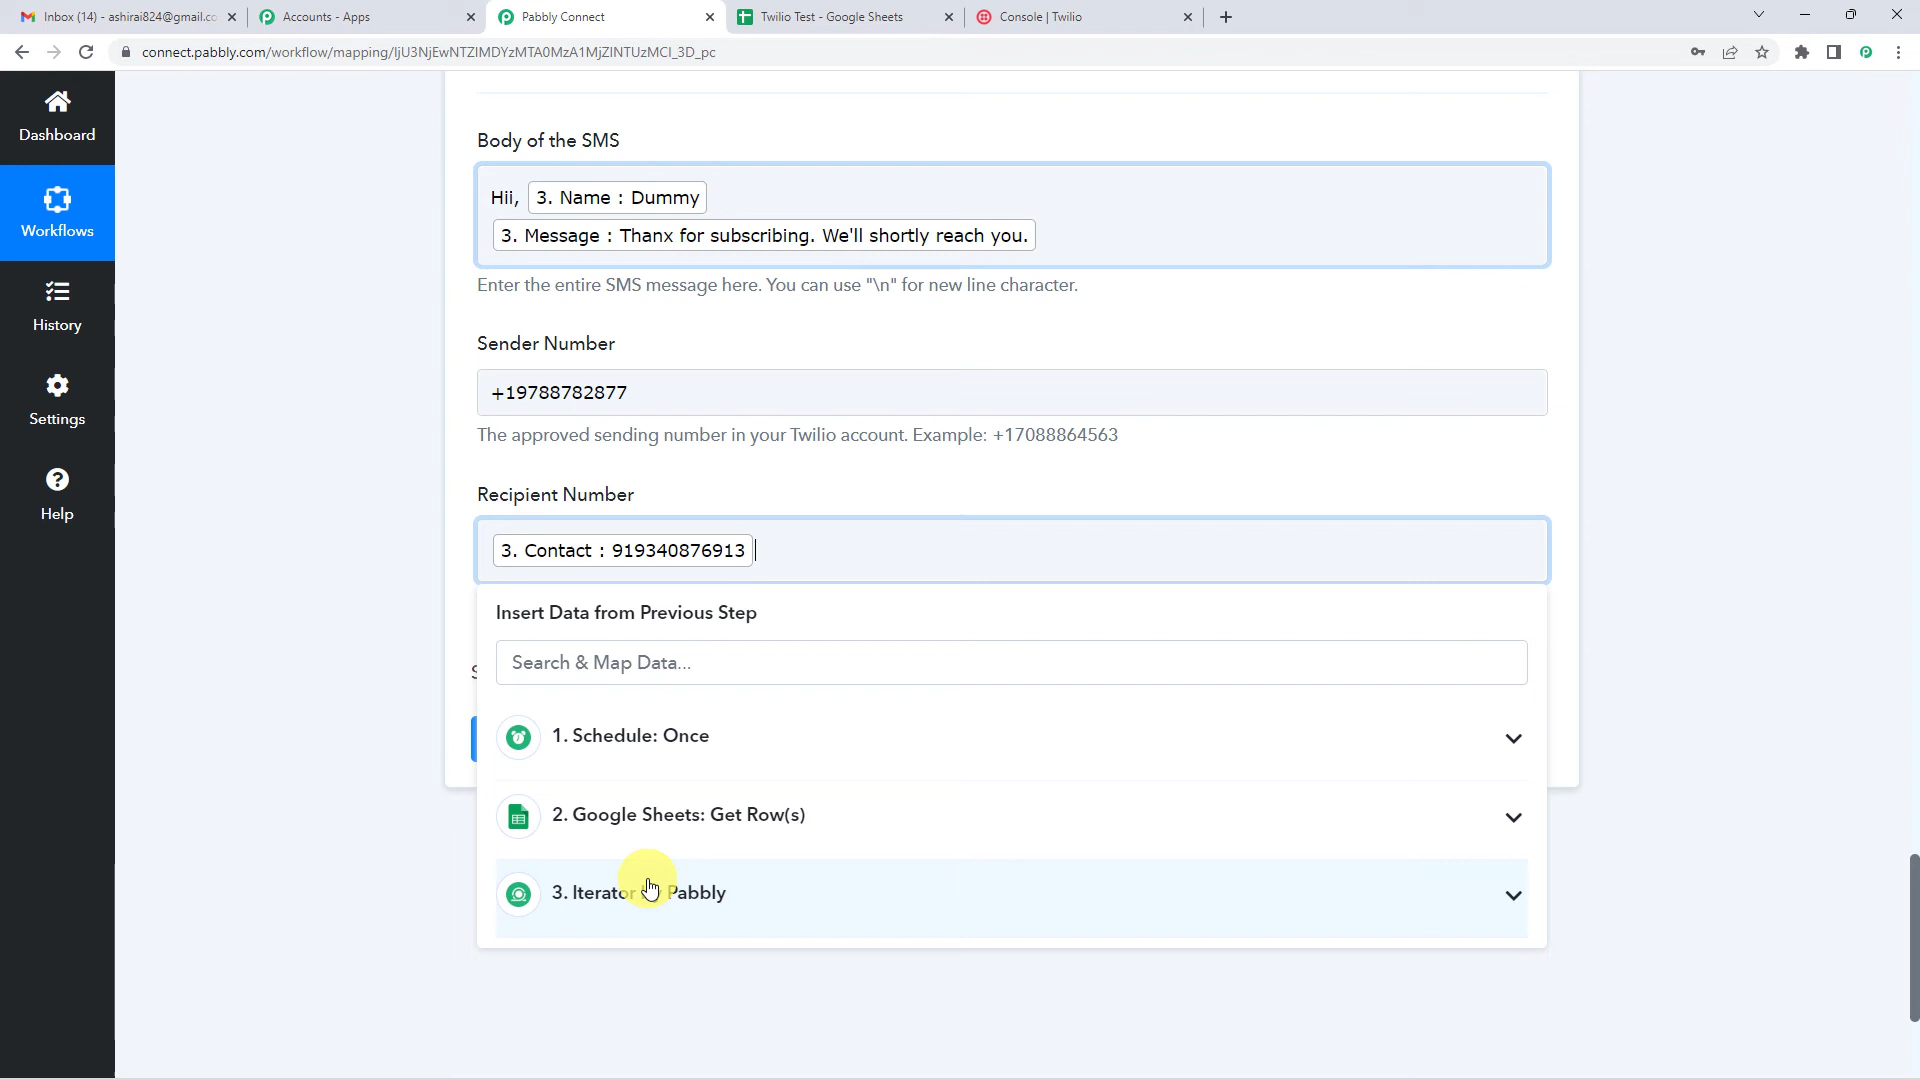 Inbox (14) - ashirai824@gmail.cc
Accounts - Apps
Pabbly Connect
Twilio Test - Google Sheets
Console | Twilio
connect.pabbly.com/workflow/mapping/IjU3NjEwNTZlMDYzMTA0MzA1MjZlNTUzMCI_3D_pc
Dashboard
Workflows
History
Settings
Help
Body of the SMS
Hii, 3. Name : Dummy
3. Message : Thanx for subscribing. We'll shortly reach you.
Enter the entire SMS message here. You can use "\n" for new line character.
Sender Number
+19788782877
The approved sending number in your Twilio account. Example: +17088864563
Recipient Number
3. Contact : 919340876913
Insert Data from Previous Step
Search & Map Data...
1. Schedule: Once
2. Google Sheets: Get Row(s)
3. Iterator by Pabbly